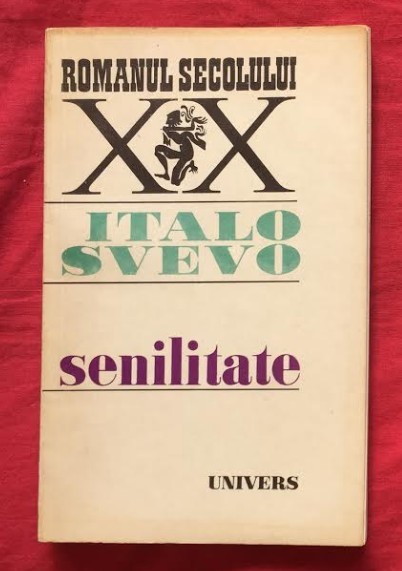 ROMANUL SECOLULUI
XX
ITALO
SVEVO
senilitate
UNIVERS